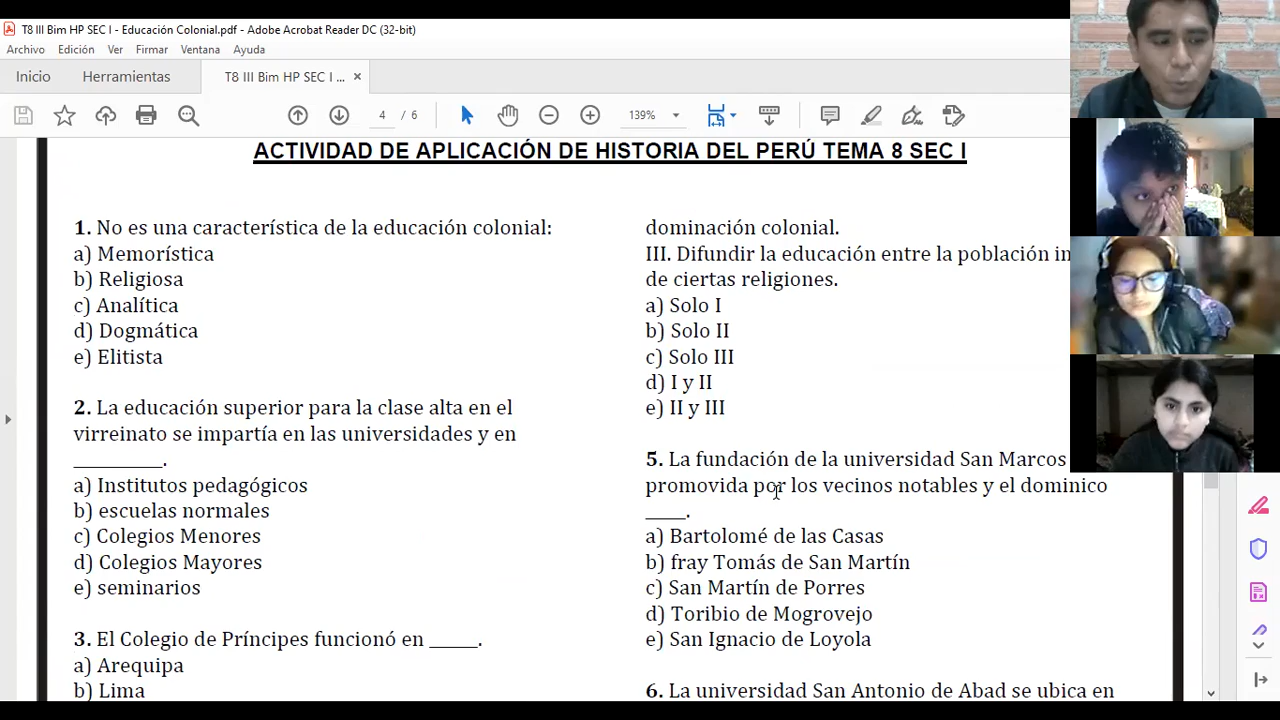 T8 III Bim HP SEC I - Educación Colonial.pdf - Adobe Acrobat Reader DC (32-bit)
Archivo Edición Ver Firmar Ventana Ayuda
Inicio Herramientas T8 III Bim HP SEC I ... ×
4 / 6 139%
ACTIVIDAD DE APLICACIÓN DE HISTORIA DEL PERÚ TEMA 8 SEC I
1. No es una característica de la educación colonial:
a) Memorística
b) Religiosa
c) Analítica
d) Dogmática
e) Elitista
2. La educación superior para la clase alta en el
virreinato se impartía en las universidades y en
_________.
a) Institutos pedagógicos
b) escuelas normales
c) Colegios Menores
d) Colegios Mayores
e) seminarios
3. El Colegio de Príncipes funcionó en _____.
a) Arequipa
b) Lima
dominación colonial.
III. Difundir la educación entre la población
de ciertas religiones.
a) Solo I
b) Solo II
c) Solo III
d) I y II
e) II y III
5. La fundación de la universidad San Marcos
promovida por los vecinos notables y el dominico
____.
a) Bartolomé de las Casas
b) fray Tomás de San Martín
c) San Martín de Porres
d) Toribio de Mogrovejo
e) San Ignacio de Loyola
6. La universidad San Antonio de Abad se ubica en